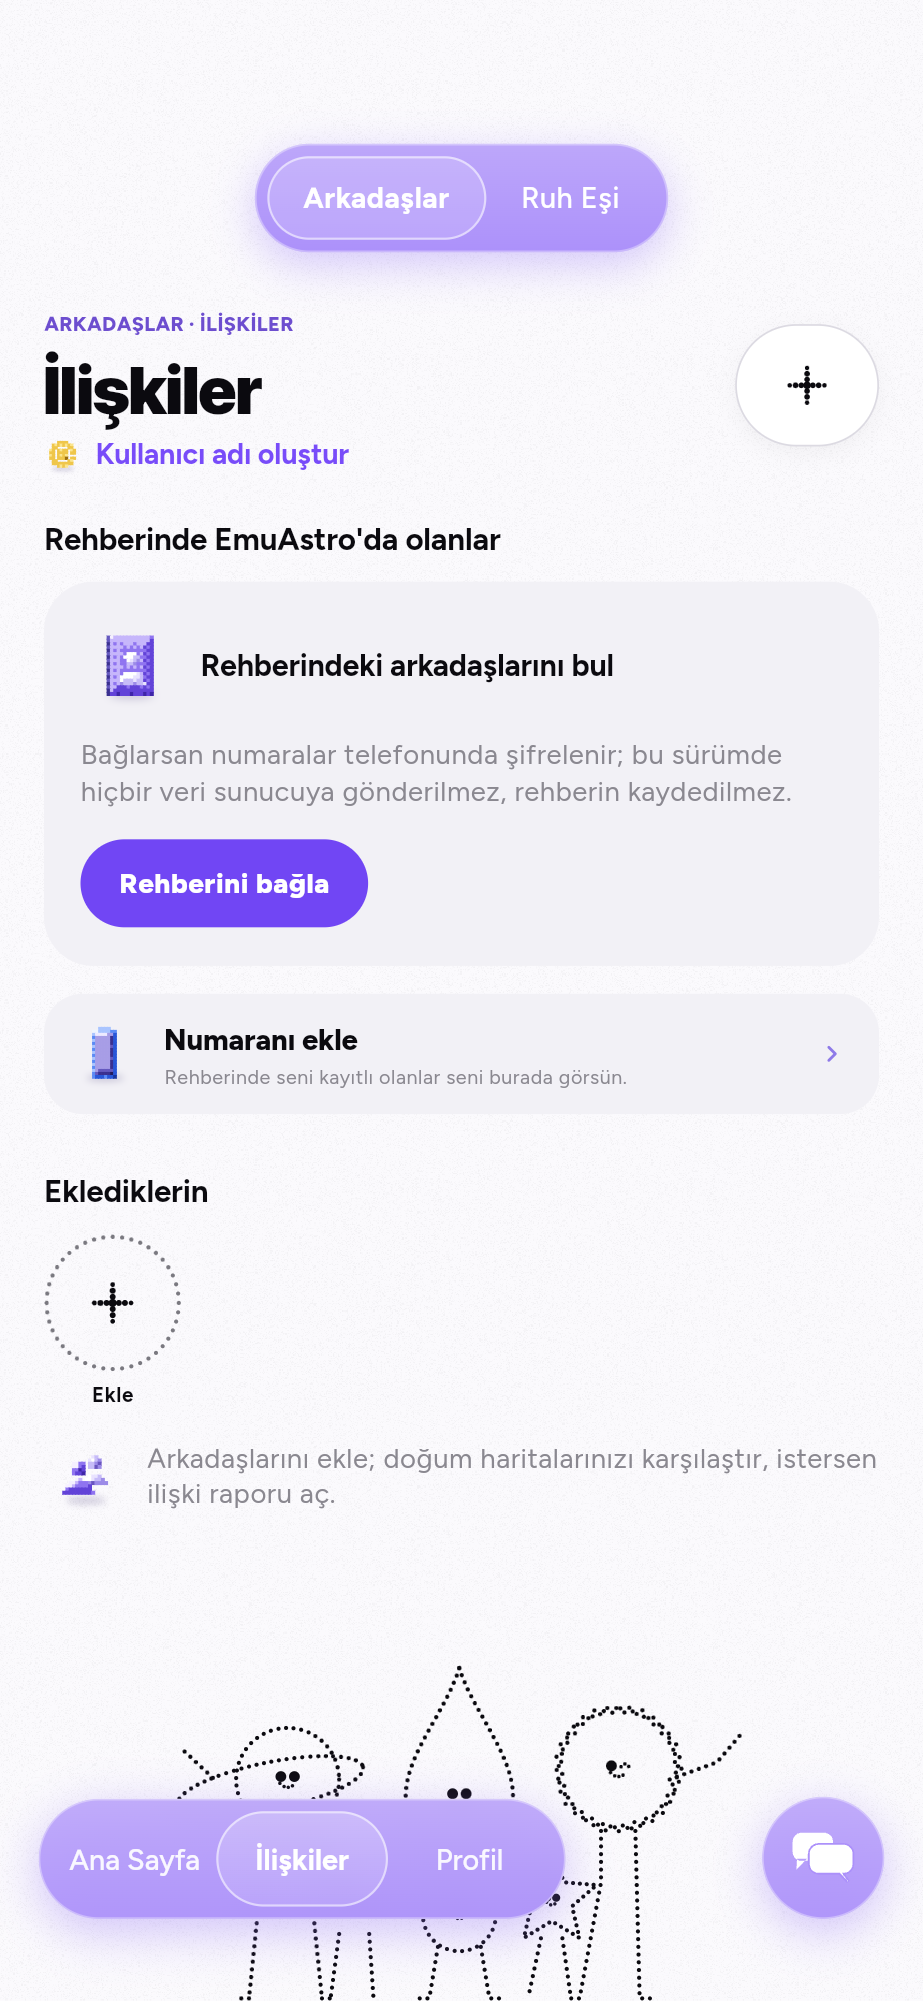 Arkadaşlar
Ruh Eşi
ARKADAŞLAR · İLİŞKİLER
İlişkiler
Kullanıcı adı oluştur
Rehberinde EmuAstro'da olanlar
Rehberindeki arkadaşlarını bul
Bağlarsan numaralar telefonunda şifrelenir; bu sürümde
hiçbir veri sunucuya gönderilmez, rehberin kaydedilmez.
Rehberini bağla
Numaranı ekle
Rehberinde seni kayıtlı olanlar seni burada görsün.
Eklediklerin
Ekle
Arkadaşlarını ekle; doğum haritalarınızı karşılaştır, istersen
ilişki raporu aç.
Ana Sayfa
İlişkiler
Profil